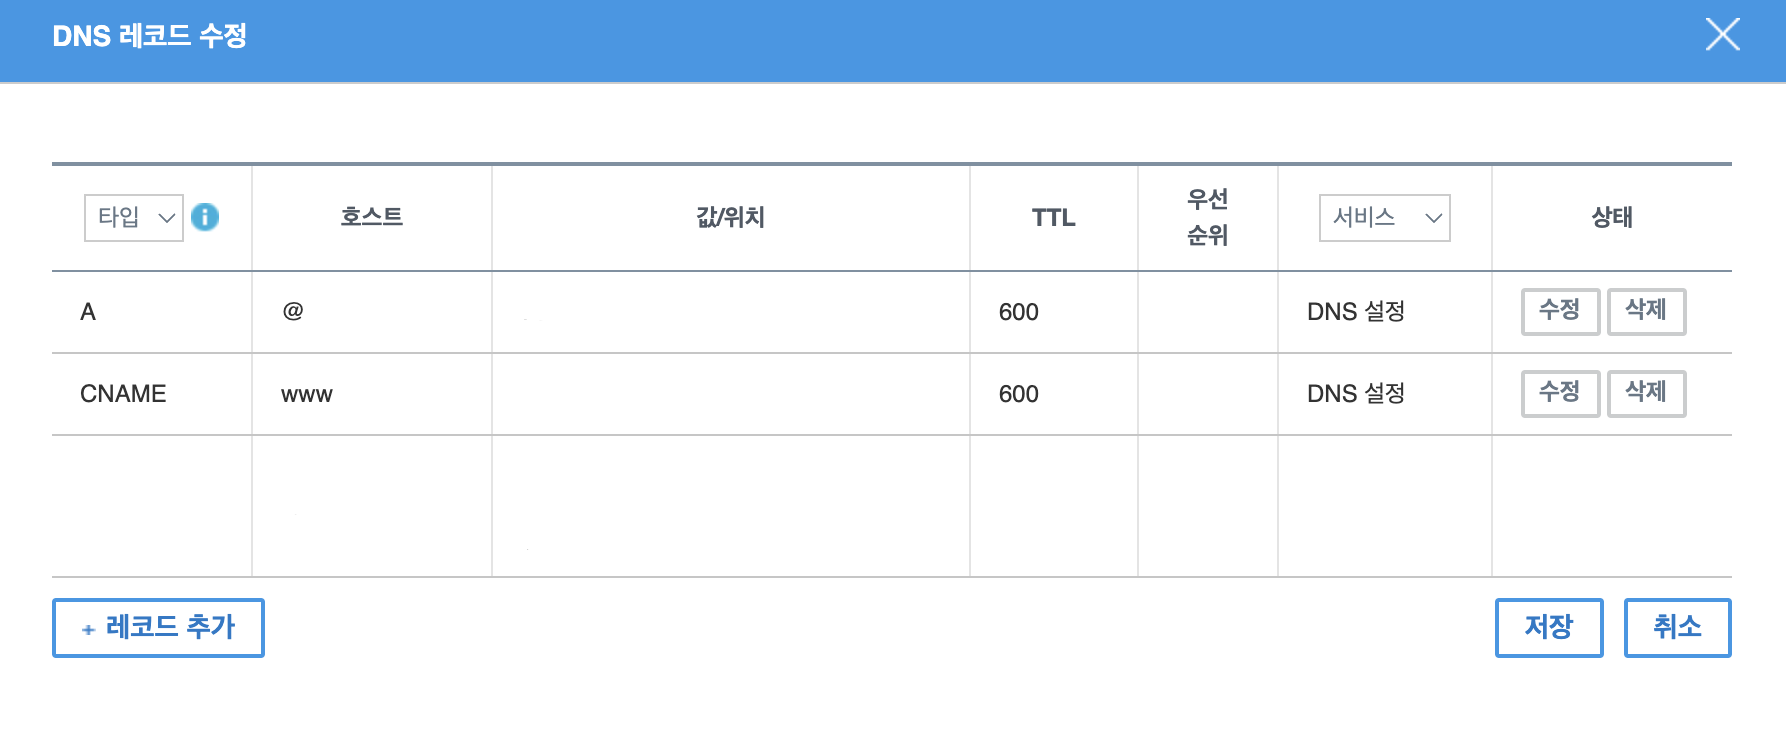 DNS 레코드 수정
타입 호스트 값/위치 TTL 우선 순위 서비스 상태
A @ 600 DNS 설정 수정 삭제
CNAME www 600 DNS 설정 수정 삭제
+ 레코드 추가 저장 취소